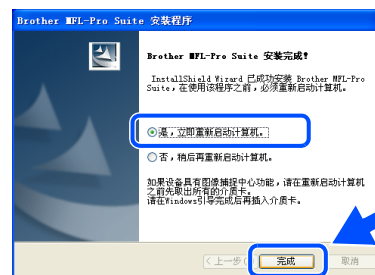 Brother MFL-Pro Suite 安装程序
Brother MFL-Pro Suite 安装完成!
InstallShield Wizard 已成功安装 Brother MFL-Pro
Suite，在使用该程序之前，必须重新启动计算机。
是，立即重新启动计算机。
否，稍后再重新启动计算机。
如果设备具有图像捕捉中心功能，请在重新启动计算机
之前先取出所有的介质卡。
请在Windows引导完成后再插入介质卡。
<上一步( 完成 取消